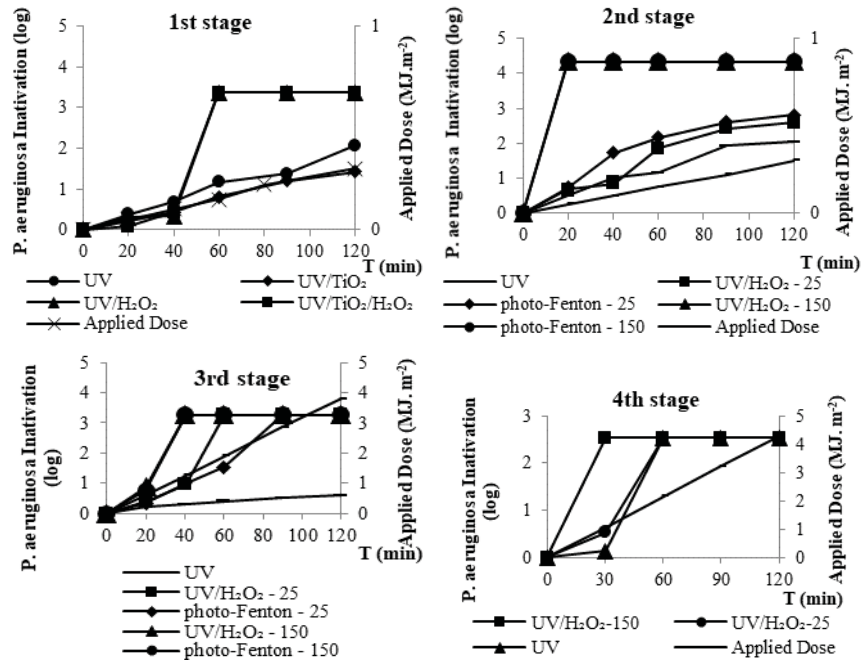 1st stage
P. aeruginosa Inativation (log)
5
4
3
2
1
0
1
0
Applied Dose (MJ.m⁻²)
0 20 40 60 80 100 120
T (min)
UV
UV/TiO₂
UV/H₂O₂
UV/TiO₂/H₂O₂
Applied Dose
2nd stage
P. aeruginosa Inativation (log)
5
4
3
2
1
0
1
0
Applied Dose (MJ.m⁻²)
0 20 40 60 80 100 120
T (min)
UV
UV/H₂O₂ - 25
photo-Fenton - 25
UV/H₂O₂ - 150
photo-Fenton - 150
Applied Dose
3rd stage
P. aeruginosa Inativation
(log)
5
4
3
2
1
0
5
4
3
2
1
0
Applied Dose (MJ. m⁻²)
0 20 40 60 80 100 120
T (min)
UV
UV/H₂O₂ - 25
photo-Fenton - 25
UV/H₂O₂ - 150
photo-Fenton - 150
4th stage
P. aeruginosa Inativation
(log)
3
2
1
0
5
4
3
2
1
0
Applied Dose (MJ. m⁻²)
0 30 60 90 120
T (min)
UV/H₂O₂-150
UV/H₂O₂-25
UV
Applied Dose